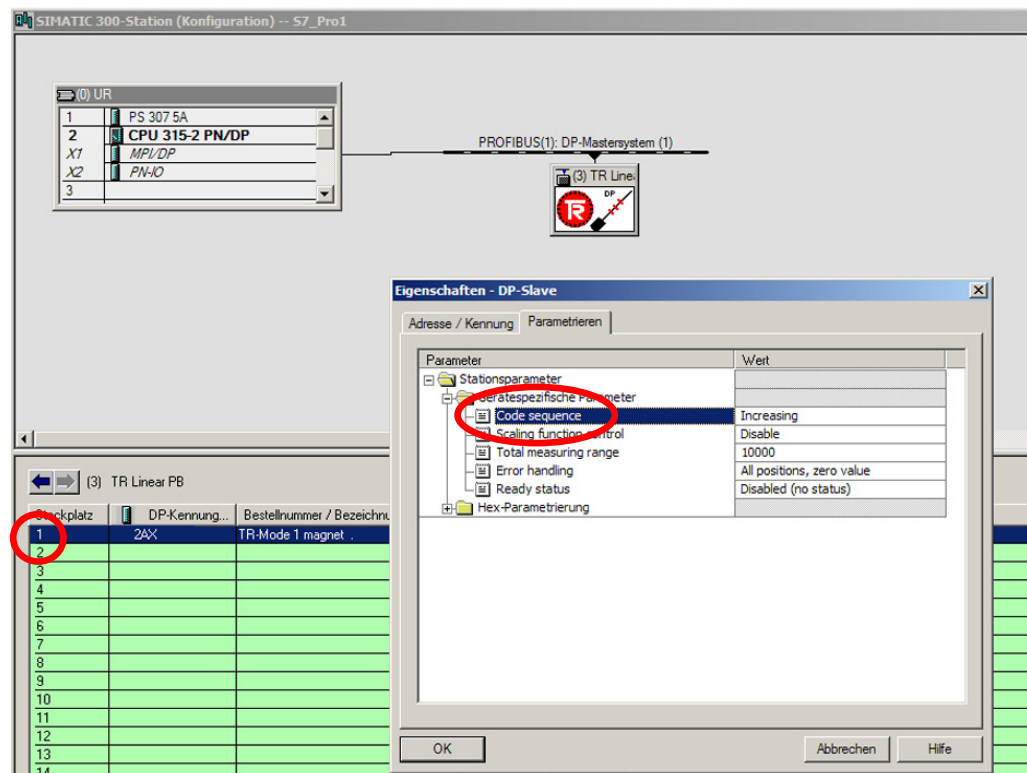 SIMATIC 300-Station (Konfiguration) -- S7_Pro1
(0) UR
1 PS 307 5A
2 CPU 315-2 PN/DP
X1 MPI/DP
X2 PN-IO
3
PROFIBUS(1): DP-Mastersystem (1)
(3) TR Linea
DP
TR
Eigenschaften - DP-Slave
Adresse / Kennung Parametrieren
Parameter Wert
Stationsparameter
Gerätespezifische Parameter
Code sequence Increasing
Scaling function control Disable
Total measuring range 10000
Error handling All positions, zero value
Ready status Disabled (no status)
Hex-Parametrierung
OK Abbrechen Hilfe
(3) TR Linear PB
Steckplatz DP-Kennung... Bestellnummer / Bezeichnu
1 2AX TR-Mode 1 magnet .
2
3
4
5
6
7
8
9
10
11
12
13
14